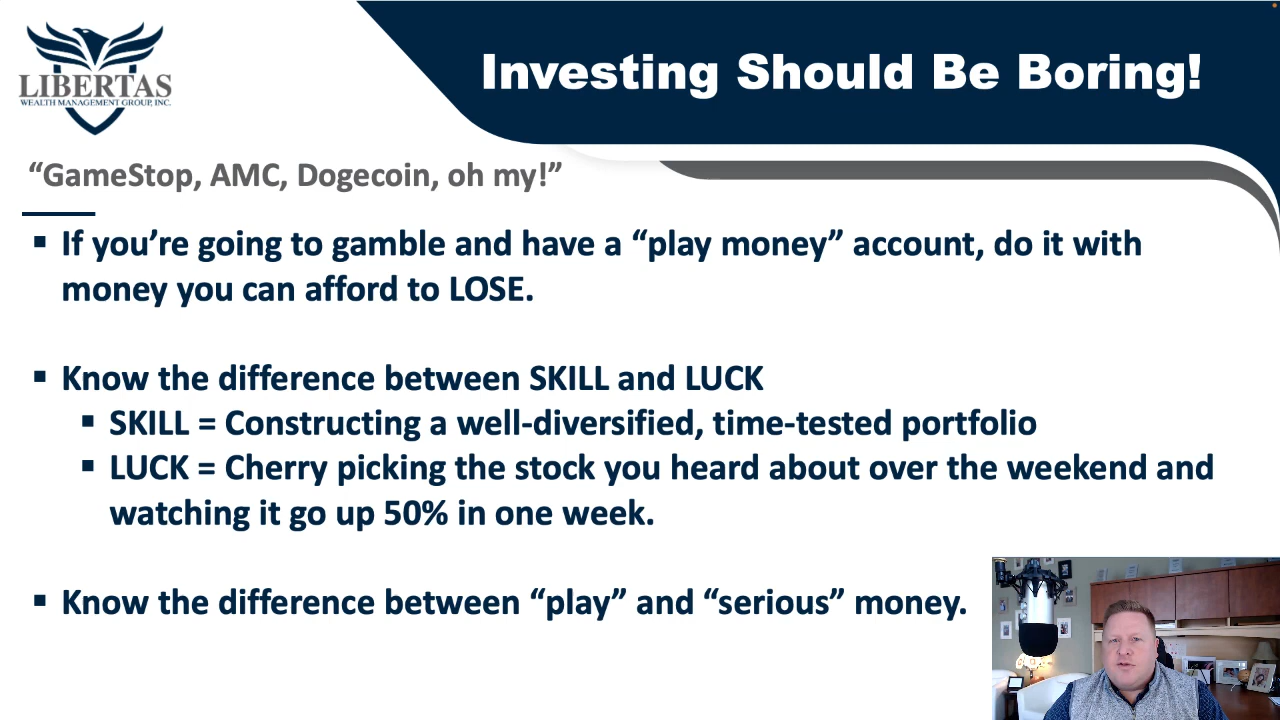 LIBERTAS
WEALTH MANAGEMENT GROUP, INC.
Investing Should Be Boring!
“GameStop, AMC, Dogecoin, oh my!”
▪ If you’re going to gamble and have a “play money” account, do it with
money you can afford to LOSE.
▪ Know the difference between SKILL and LUCK
▪ SKILL = Constructing a well-diversified, time-tested portfolio
▪ LUCK = Cherry picking the stock you heard about over the weekend and
watching it go up 50% in one week.
▪ Know the difference between “play” and “serious” money.